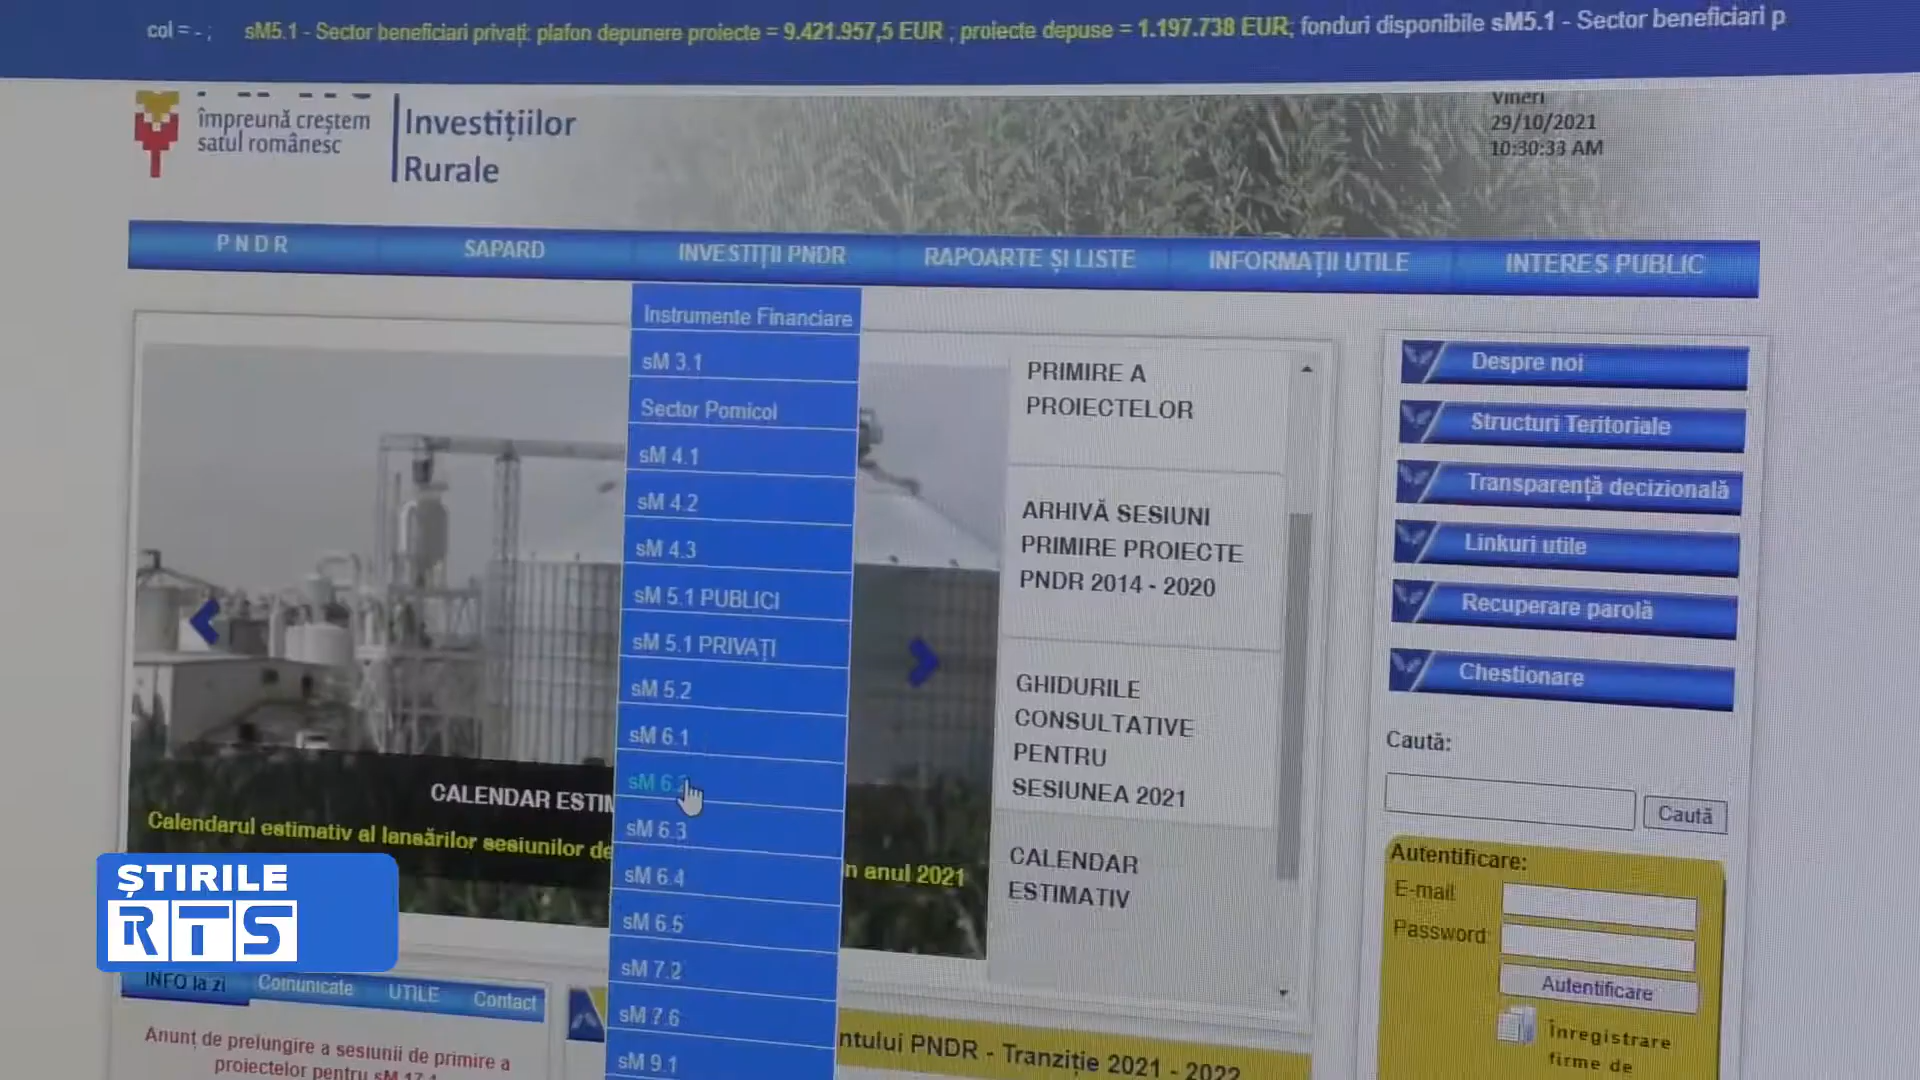 col = - ; sM5.1 - Sector beneficiari privați: plafon depunere proiecte = 9.421.957,5 EUR ; proiecte depuse = 1.197.738 EUR; fonduri disponibile sM5.1 - Sector beneficiari p
împreună creștem
satul românesc
Investițiilor
Rurale
Vineri
29/10/2021
10:30:33 AM
PNDR
SAPARD
INVESTIȚII PNDR
RAPOARTE ȘI LISTE
INFORMAȚII UTILE
INTERES PUBLIC
Instrumente Financiare
sM 3.1
Sector Pomicol
sM 4.1
sM 4.2
sM 4.3
sM 5.1 PUBLICI
sM 5.1 PRIVAȚI
sM 5.2
sM 6.1
sM 6.2
sM 6.3
sM 6.4
sM 6.5
sM 7.2
sM 7.6
sM 9.1
CALENDAR ESTIM
Calendarul estimativ al lansărilor sesiunilor de
n anul 2021
PRIMIRE A
PROIECTELOR
ARHIVĂ SESIUNI
PRIMIRE PROIECTE
PNDR 2014 - 2020
GHIDURILE
CONSULTATIVE
PENTRU
SESIUNEA 2021
CALENDAR
ESTIMATIV
Despre noi
Structuri Teritoriale
Transparență decizională
Linkuri utile
Recuperare parolă
Chestionare
Caută:
Caută
Autentificare:
E-mail
Password:
Autentificare
Înregistrare
firme de
ȘTIRILE
RTS
INFO la zi
Comunicate
UTILE
Contact
Anunț de prelungire a sesiunii de primire a
proiectelor pentru sM 17.1
ntului PNDR - Tranziție 2021 - 2022